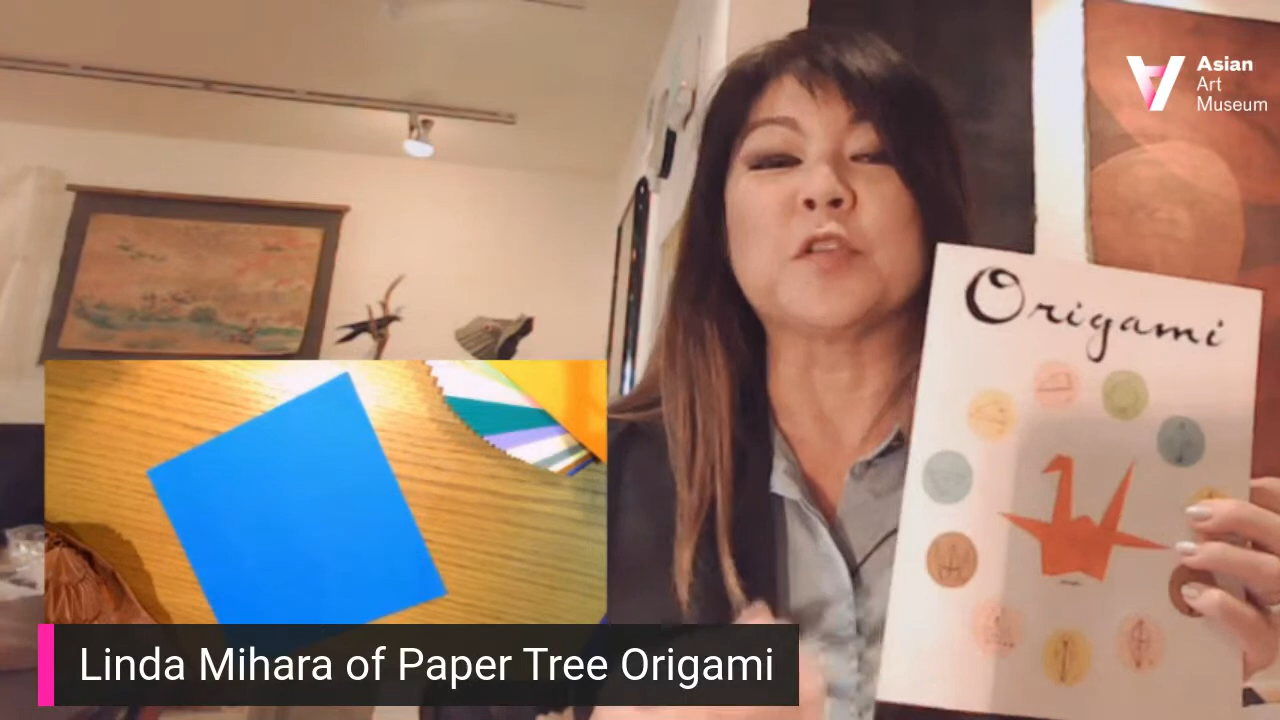 Asian
Art
Museum
Origami
Linda Mihara of Paper Tree Origami